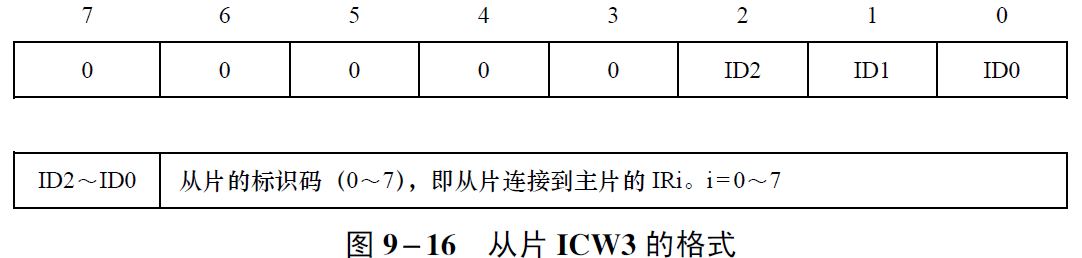 7 6 5 4 3 2 1 0
0 0 0 0 0 ID2 ID1 ID0
ID2～ID0 从片的标识码（0～7），即从片连接到主片的 IRi。i=0～7
图 9－16 从片 ICW3 的格式